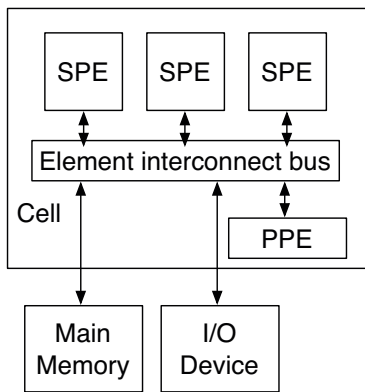 SPE
SPE
SPE
Element interconnect bus
Cell
PPE
Main
Memory
I/O
Device